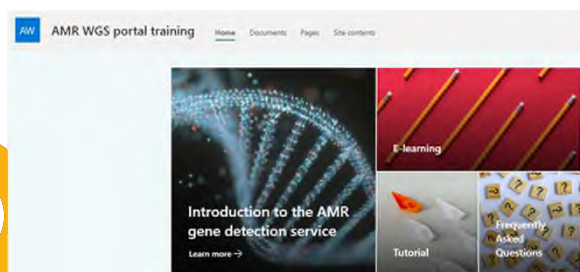 AW
AMR WGS portal training
Home Documents Pages Site contents
Introduction to the AMR
gene detection service
Learn more →
E-learning
Tutorial
Frequently
Asked
Questions